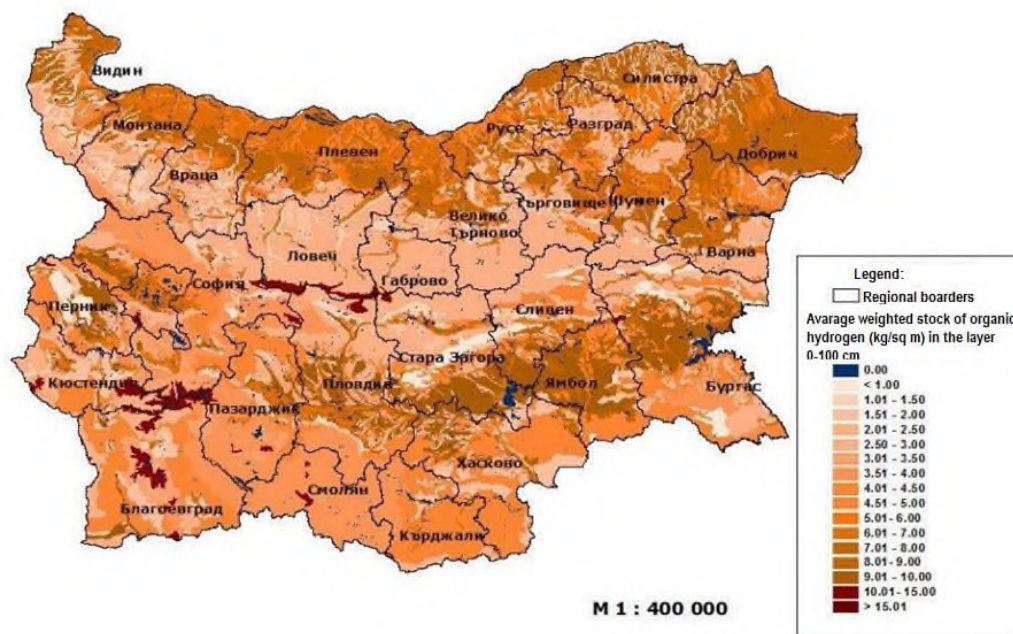 Видин
Монтана
Враца
Плевен
Ловеч
Велико
Търново
Габрово
Русе
Разград
Силистра
Добрич
Търговище
Шумен
Варна
София
Перник
Кюстендил
Благоевград
Пазарджик
Пловдив
Стара Загора
Сливен
Ямбол
Бургас
Хасково
Смолян
Кърджали
М 1 : 400 000
Legend:
Regional boarders
Avarage weighted stock of organic
hydrogen (kg/sq m) in the layer
0-100 cm
0.00
< 1.00
1.01 - 1.50
1.51 - 2.00
2.01 - 2.50
2.50 - 3.00
3.01 - 3.50
3.51 - 4.00
4.01 - 4.50
4.51 - 5.00
5.01 - 6.00
6.01 - 7.00
7.01 - 8.00
8.01 - 9.00
9.01 - 10.00
10.01 - 15.00
> 15.01